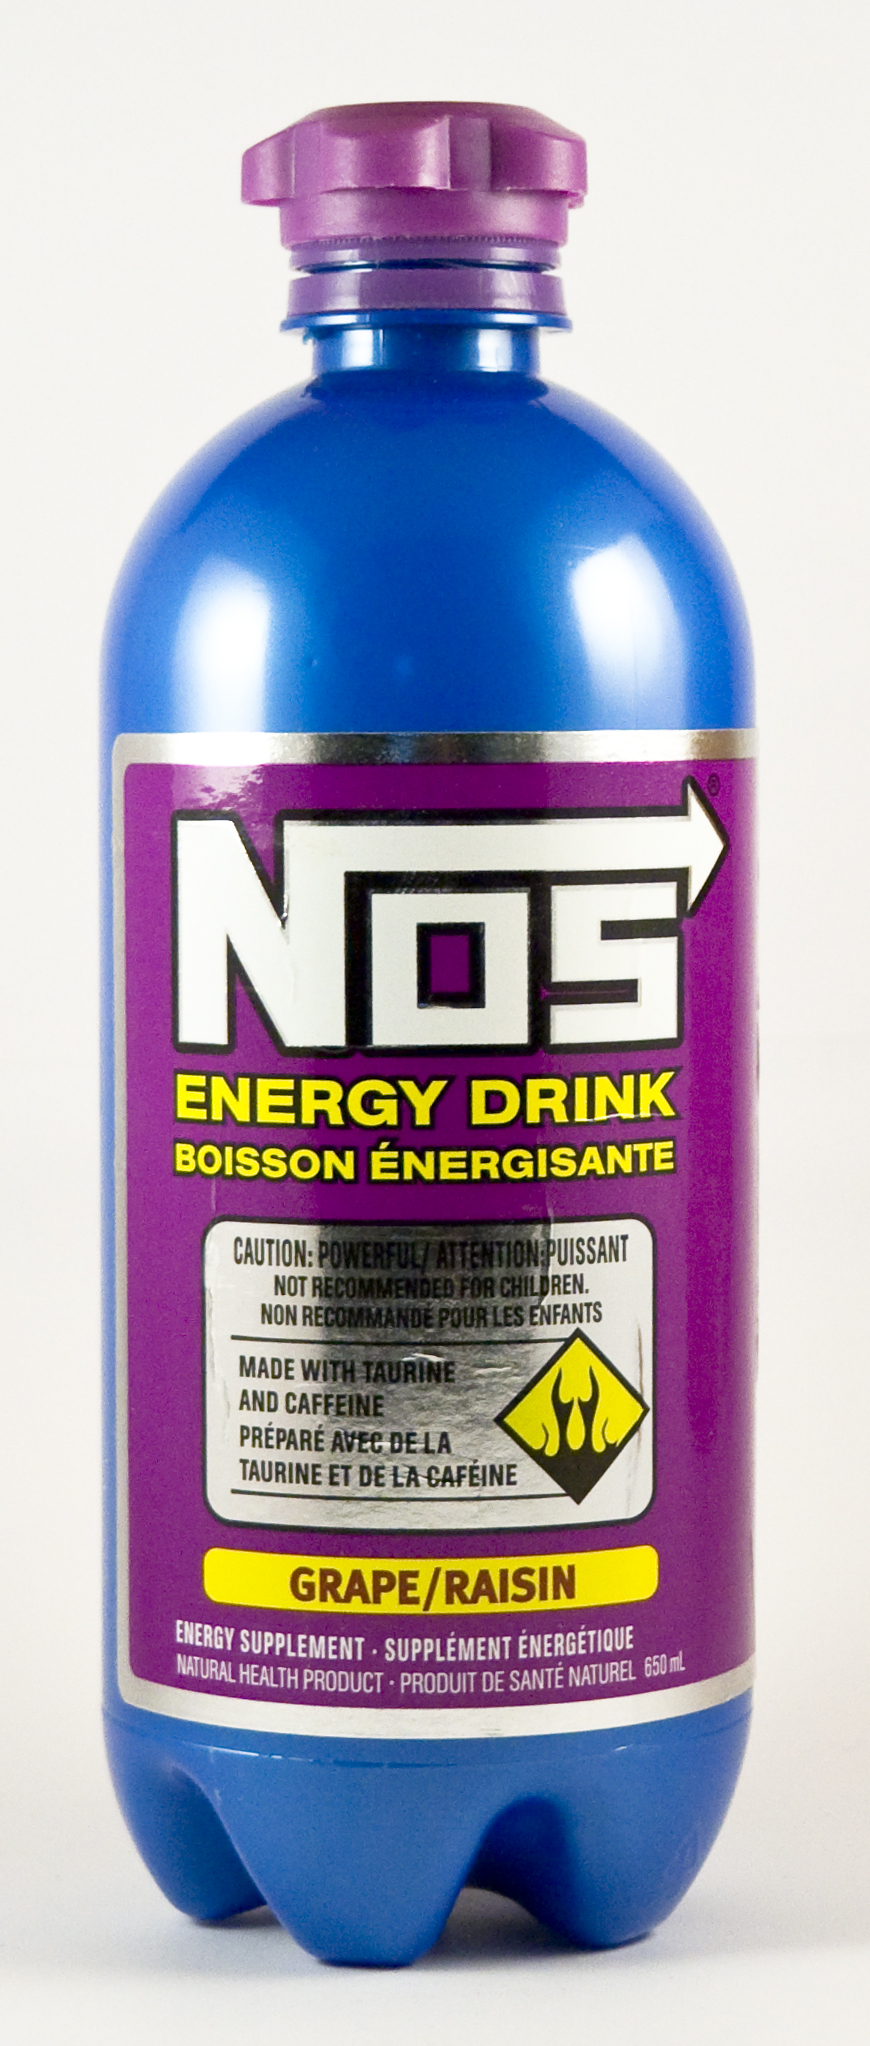 NOS®
ENERGY DRINK
BOISSON ÉNERGISANTE
CAUTION: POWERFUL/ ATTENTION:PUISSANT
NOT RECOMMENDED FOR CHILDREN.
NON RECOMMANDÉ POUR LES ENFANTS
MADE WITH TAURINE
AND CAFFEINE
PRÉPARÉ AVEC DE LA
TAURINE ET DE LA CAFÉINE
GRAPE/RAISIN
ENERGY SUPPLEMENT · SUPPLÉMENT ÉNERGÉTIQUE
NATURAL HEALTH PRODUCT · PRODUIT DE SANTÉ NATUREL 650 mL